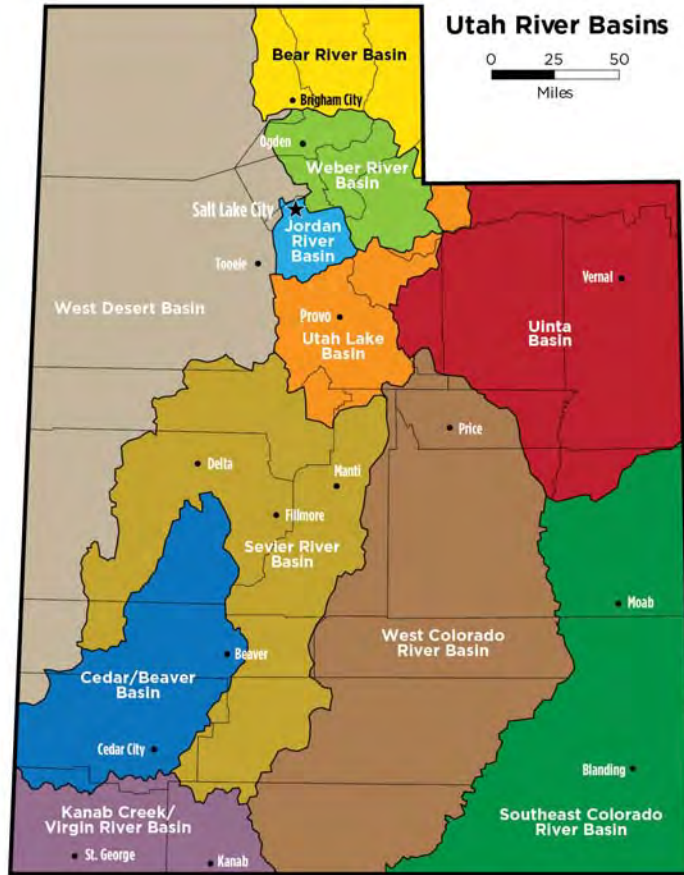 Utah River Basins
0 25 50
Miles
Bear River Basin
Brigham City
Ogden
Weber River
Basin
Salt Lake City
Jordan
River
Basin
Tooele
Vernal
West Desert Basin
Provo
Utah Lake
Basin
Uinta
Basin
Price
Delta
Manti
Fillmore
Sevier River
Basin
Moab
West Colorado
River Basin
Beaver
Cedar/Beaver
Basin
Cedar City
Blanding
Kanab Creek/
Virgin River Basin
Southeast Colorado
River Basin
St. George
Kanab